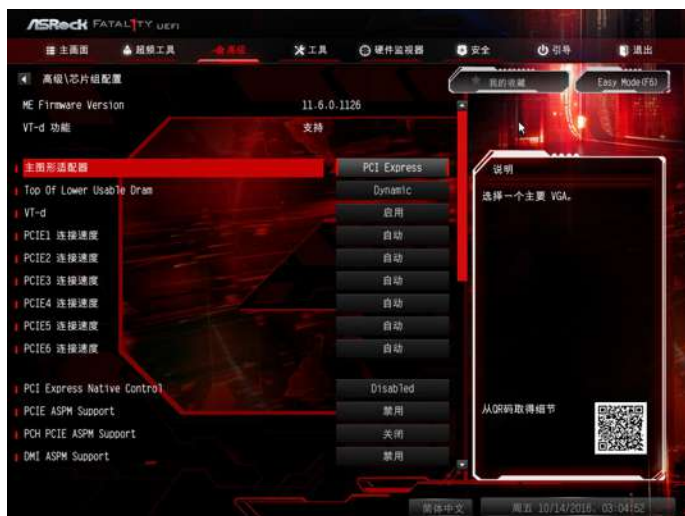 ASRock FATAL1TY UEFI
主画面 超频工具 高级 工具 硬件监视器 安全 引导 退出
高级\芯片组配置
我的收藏 Easy Mode(F6)
ME Firmware Version 11.6.0.1126
VT-d 功能 支持
主图形适配器 PCI Express
Top Of Lower Usable Dram Dynamic
VT-d 启用
PCIE1 连接速度 自动
PCIE2 连接速度 自动
PCIE3 连接速度 自动
PCIE4 连接速度 自动
PCIE5 连接速度 自动
PCIE6 连接速度 自动
PCI Express Native Control Disabled
PCIE ASPM Support 禁用
PCH PCIE ASPM Support 关闭
DMI ASPM Support 禁用
说明
选择一个主要 VGA。
从QR码取得细节
简体中文 周五 10/14/2016. 03:04:52